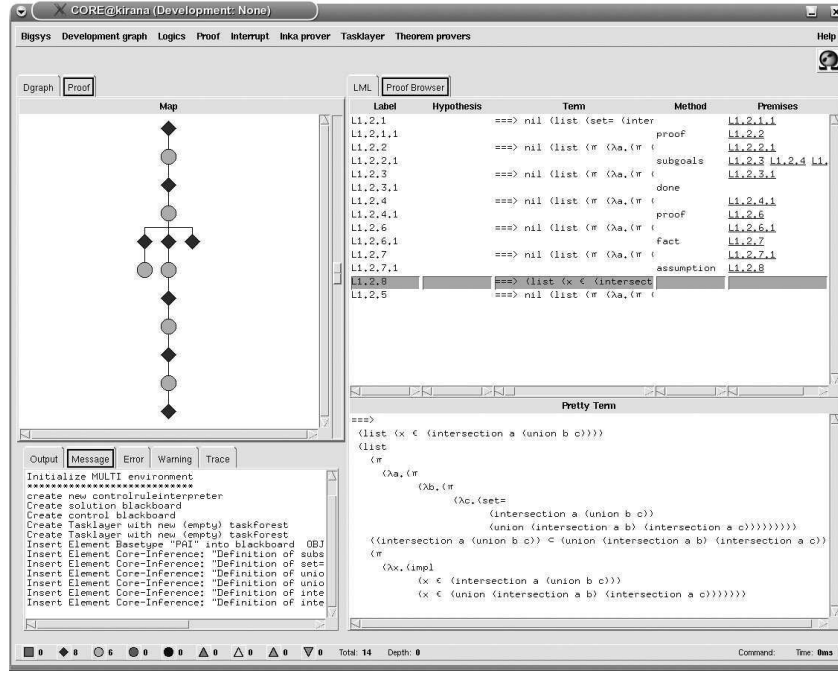 CORE@kirana (Development: None)
Bigsys Development graph Logics Proof Interrupt Inka prover Tasklayer Theorem provers Help
Dgraph Proof
Map
LML Proof Browser
Label Hypothesis Term Method Premises
L1.2.1 ===> nil (list (set= (inter L1.2.1.1
L1.2.1.1 proof L1.2.2
L1.2.2 ===> nil (list (π (λa.(π ( L1.2.2.1
L1.2.2.1 subgoals L1.2.3 L1.2.4 L1.
L1.2.3 ===> nil (list (π (λa.(π ( L1.2.3.1
L1.2.3.1 done
L1.2.4 ===> nil (list (π (λa.(π ( L1.2.4.1
L1.2.4.1 proof L1.2.6
L1.2.6 ===> nil (list (π (λa.(π ( L1.2.6.1
L1.2.6.1 fact L1.2.7
L1.2.7 ===> nil (list (π (λa.(π ( L1.2.7.1
L1.2.7.1 assumption L1.2.8
L1.2.8 ===> (list (x ∈ (intersect
L1.2.5 ===> nil (list (π (λa.(π (
Pretty Term
===>
(list (x ∈ (intersection a (union b c))))
(list
(π
(λa.(π
(λb.(π
(λc.(set=
(intersection a (union b c))
(union (intersection a b) (intersection a c)))))))))
((intersection a (union b c)) ⊂ (union (intersection a b) (intersection a c))
(π
(λx.(impl
(x ∈ (intersection a (union b c)))
(x ∈ (union (intersection a b) (intersection a c)))))))
Output Message Error Warning Trace
Initialize MULTI environment
****************************
create new controlruleinterpreter
Create solution blackboard
Create control blackboard
Create Tasklayer with new (empty) taskforest
Create Tasklayer with new (empty) taskforest
Insert Element Basetype "PAI" into blackboard OBJ
Insert Element Core-Inference: "Definition of subs
Insert Element Core-Inference: "Definition of set=
Insert Element Core-Inference: "Definition of unio
Insert Element Core-Inference: "Definition of unio
Insert Element Core-Inference: "Definition of inte
Insert Element Core-Inference: "Definition of inte
0 8 6 0 0 0 0 0 0 Total: 14 Depth: 0 Command: Time: 0ms